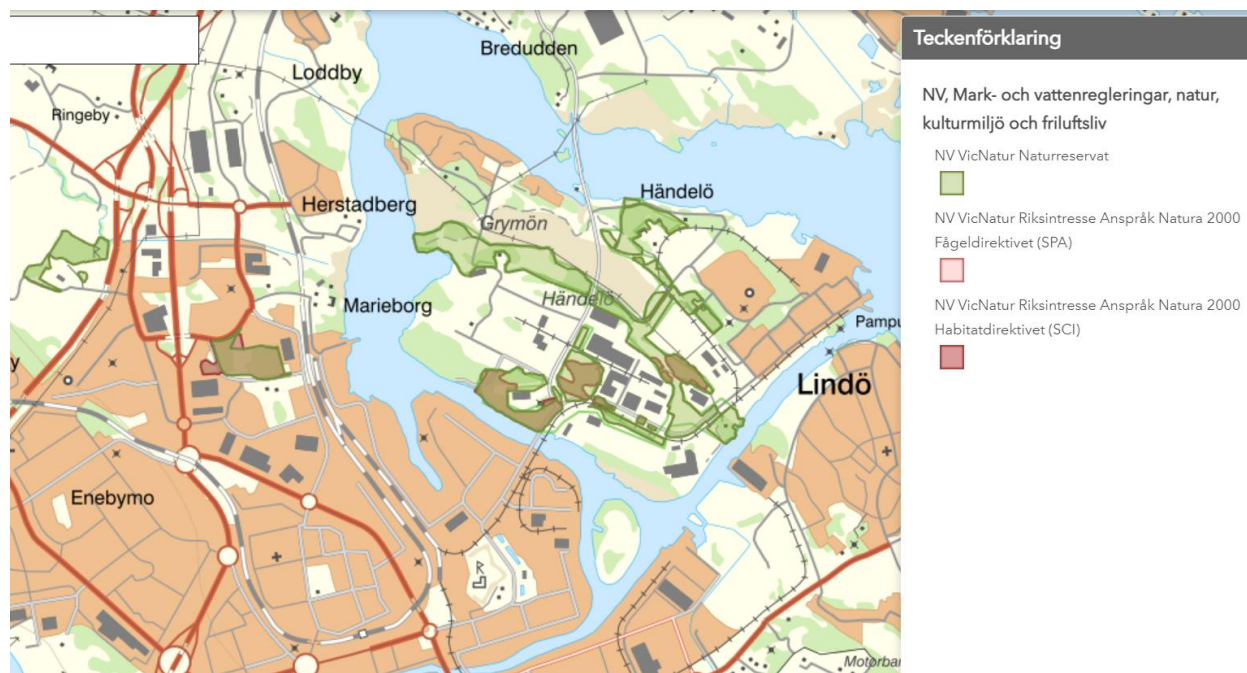 Teckenförklaring
NV, Mark- och vattenregleringar, natur,
kulturmiljö och friluftsliv
NV VicNatur Naturreservat
NV VicNatur Riksintresse Anspråk Natura 2000
Fågeldirektivet (SPA)
NV VicNatur Riksintresse Anspråk Natura 2000
Habitatdirektivet (SCI)
Bredudden
Loddby
Ringeby
Händelö
Herstadberg
Grymön
Händelö
Marieborg
Pampu
y
Lindö
Enebymo
Motorbar